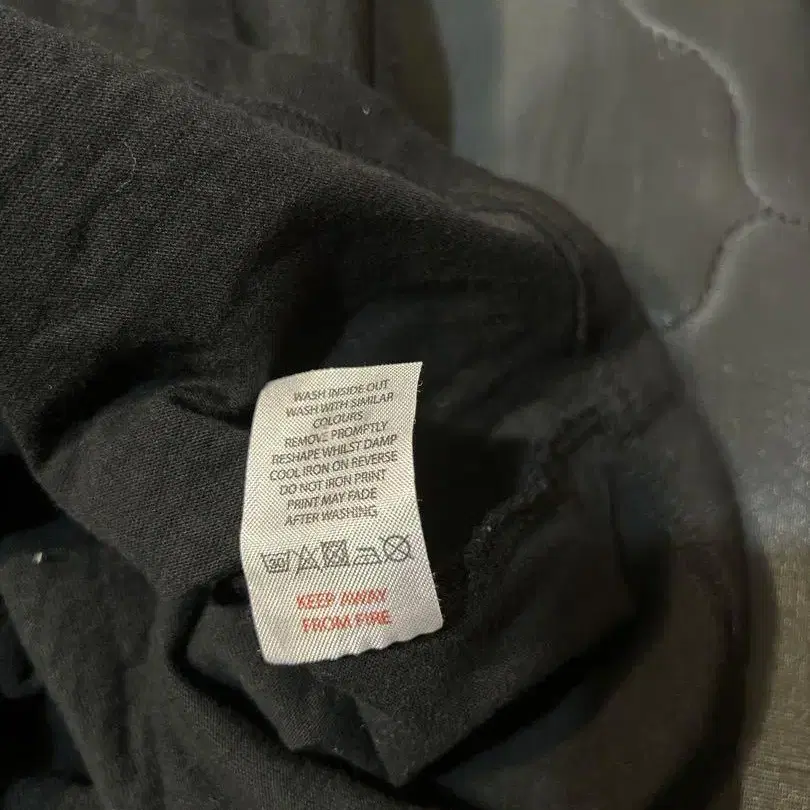 WASH INSIDE OUT
WASH WITH SIMILAR
COLOURS
REMOVE PROMPTLY
RESHAPE WHILST DAMP
COOL IRON ON REVERSE
DO NOT IRON PRINT
PRINT MAY FADE
AFTER WASHING
30
KEEP AWAY
FROM FIRE